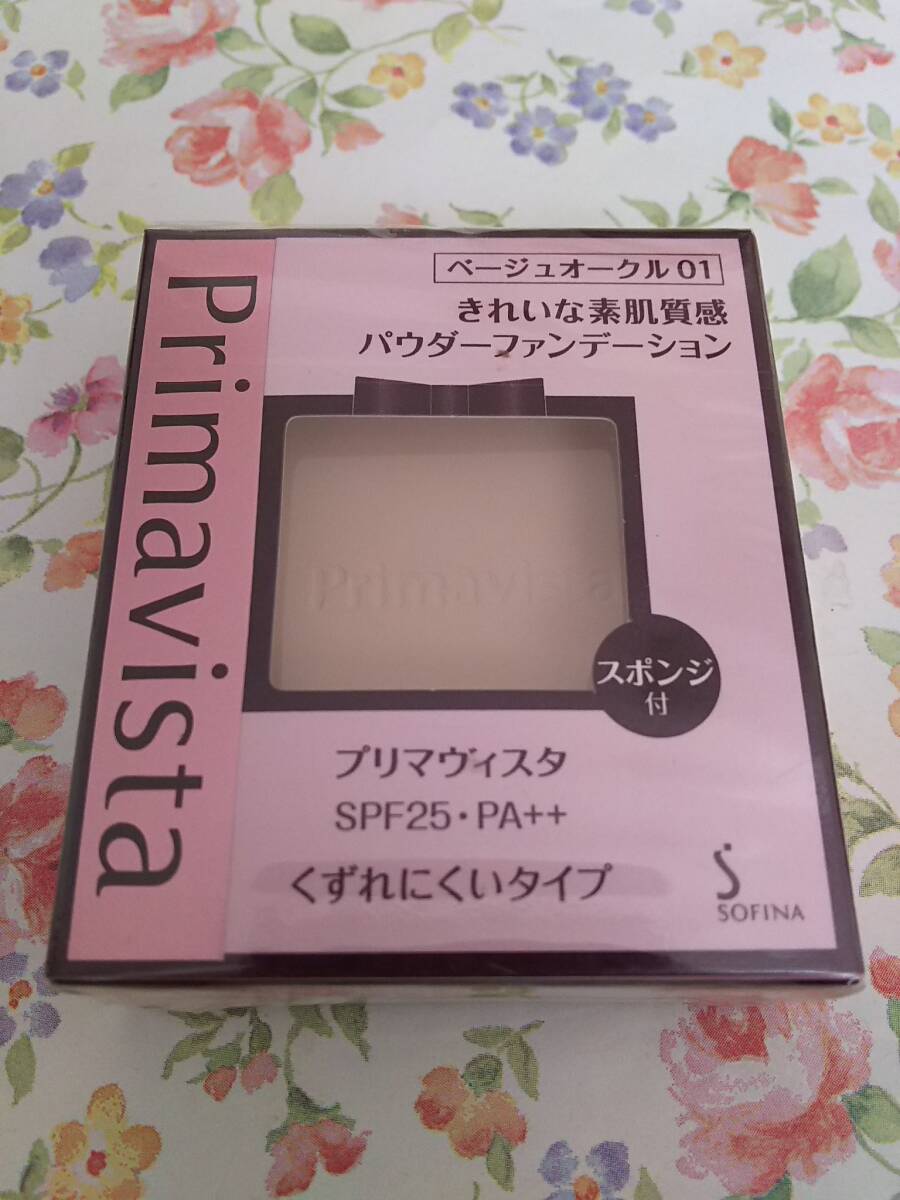 Primavista
ベージュオークル 01
きれいな素肌質感
パウダーファンデーション
Primavista
スポンジ
付
プリマヴィスタ
SPF25・PA++
くずれにくいタイプ
SOFINA